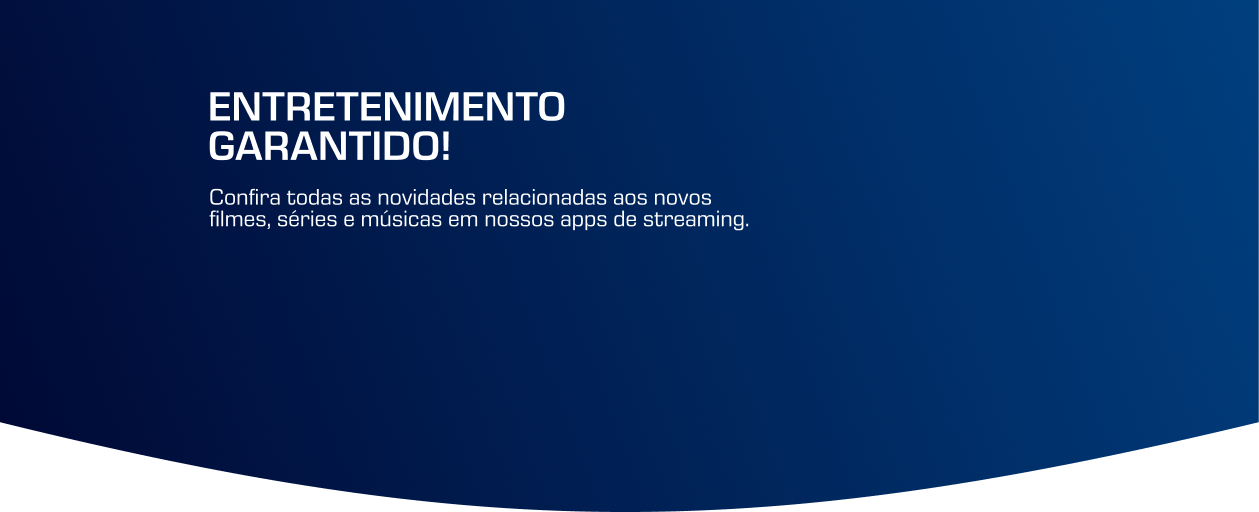 ENTRETENIMENTO
GARANTIDO!
Confira todas as novidades relacionadas aos novos
filmes, séries e músicas em nossos apps de streaming.